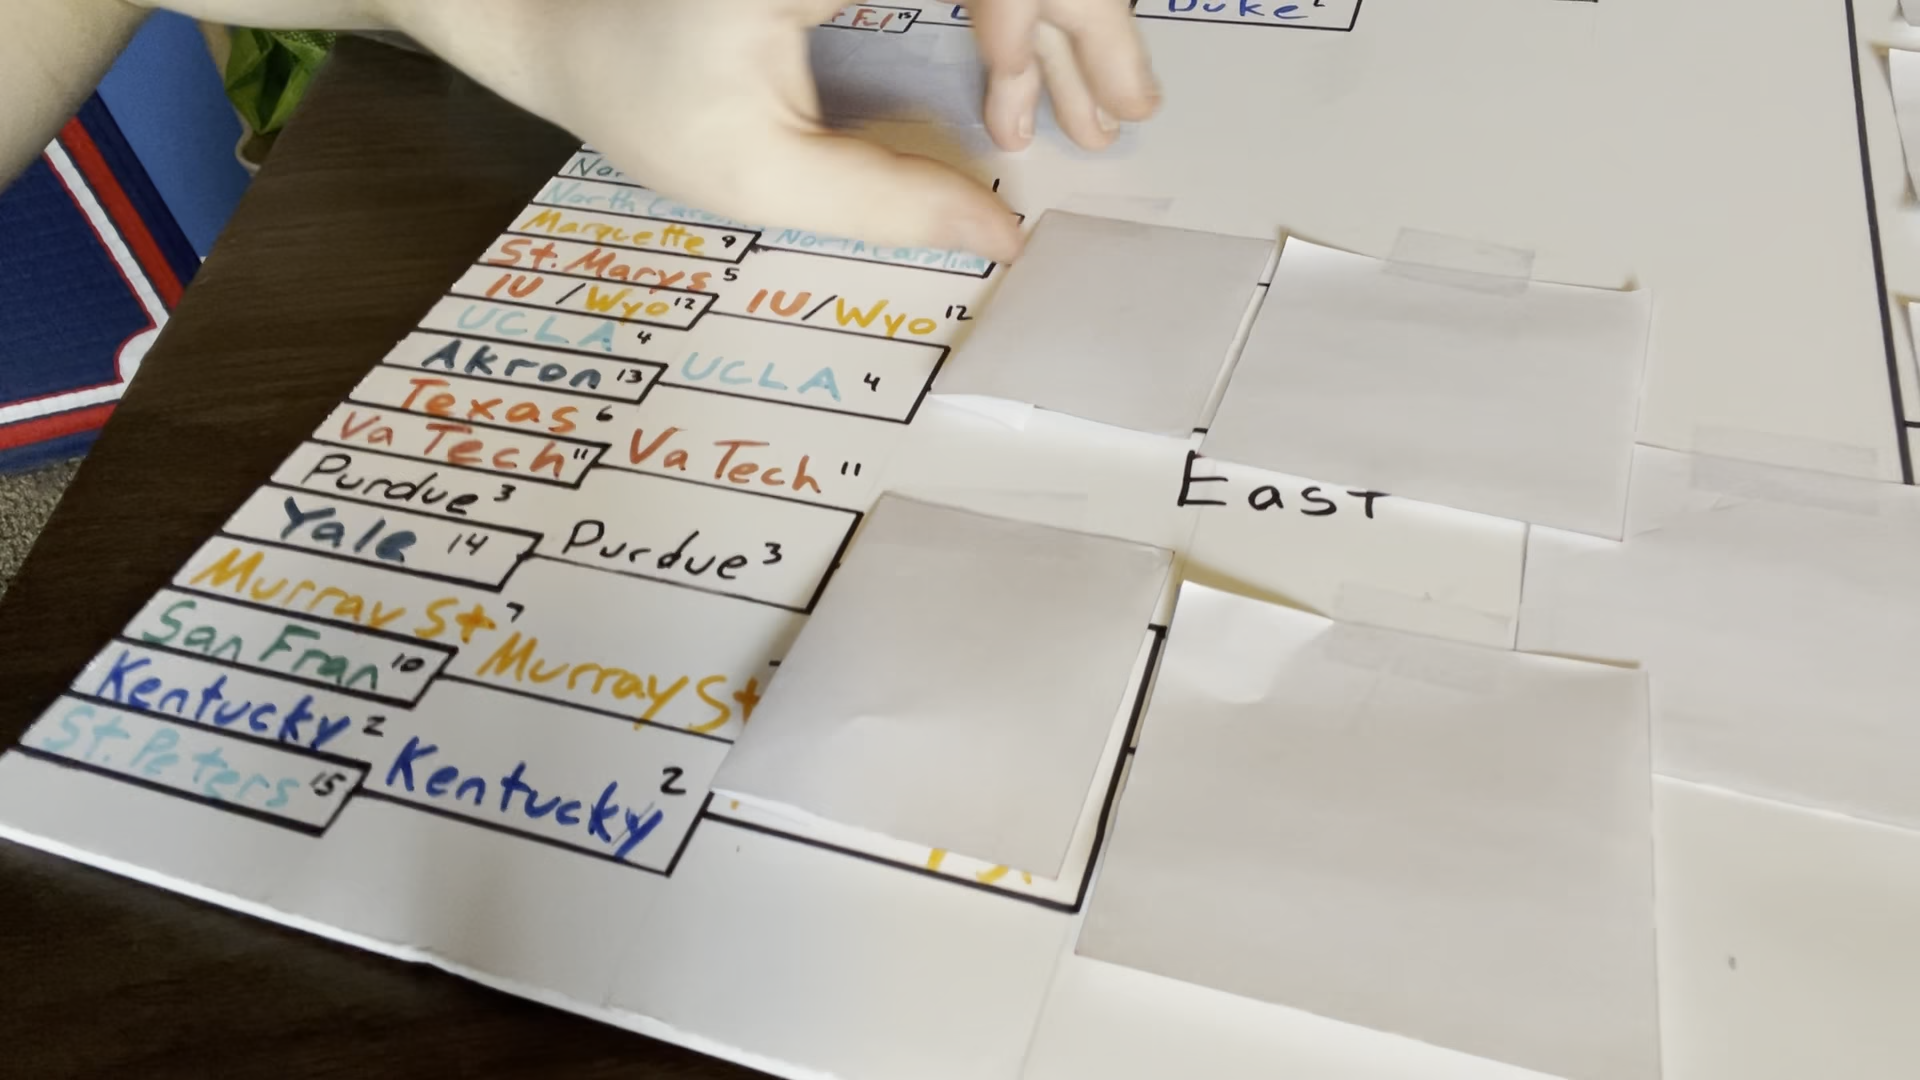 Duke
North Carolina
North Carolina
Marquette 9
St. Marys 5
IU / Wyo 12
IU/Wyo 12
UCLA 4
Akron 13
UCLA 4
Texas 6
Va Tech 11
Va Tech 11
Purdue 3
Yale 14
Purdue 3
East
Murray St 7
San Fran 10
Murray St
Kentucky 2
St. Peters 15
Kentucky 2